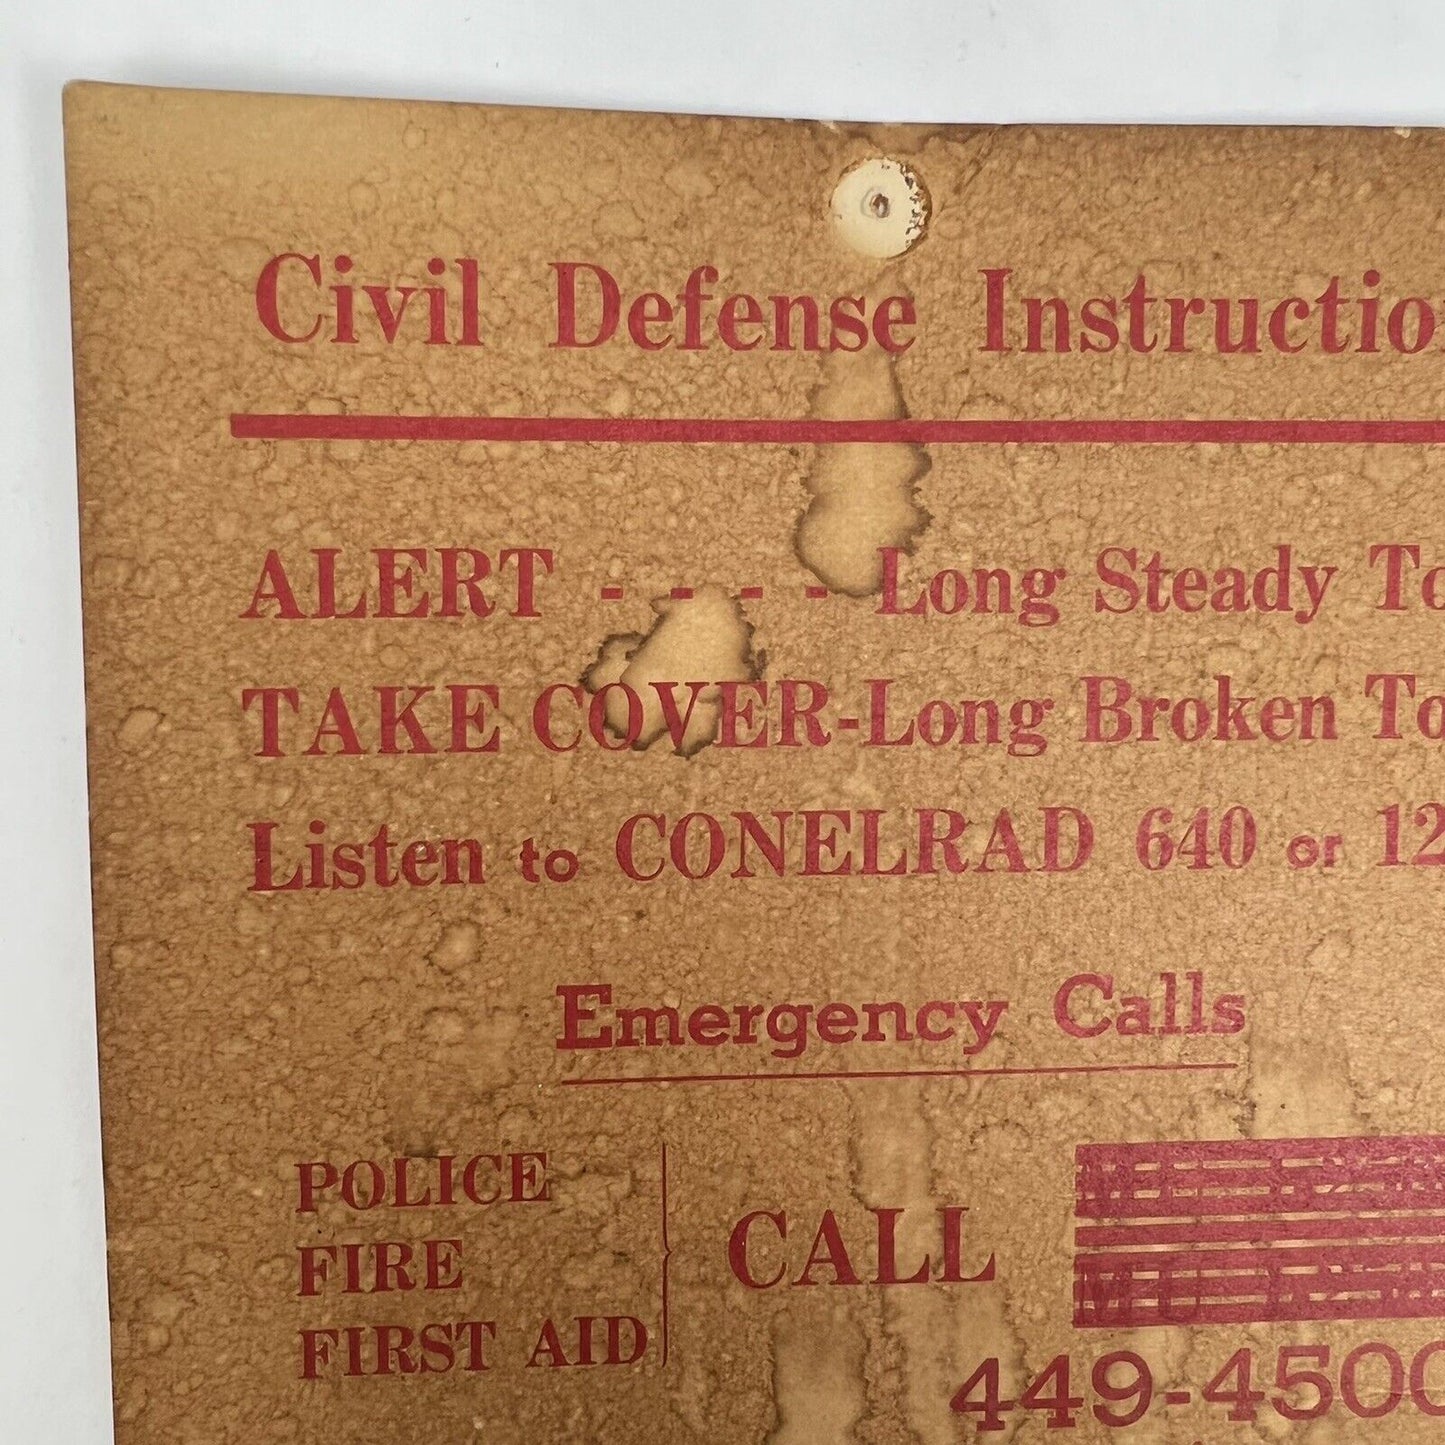 Civil Defense Instructio
ALERT - - - - Long Steady To
TAKE COVER-Long Broken To
Listen to CONELRAD 640 or 12
Emergency Calls
POLICE
FIRE
FIRST AID
CALL
449-4500